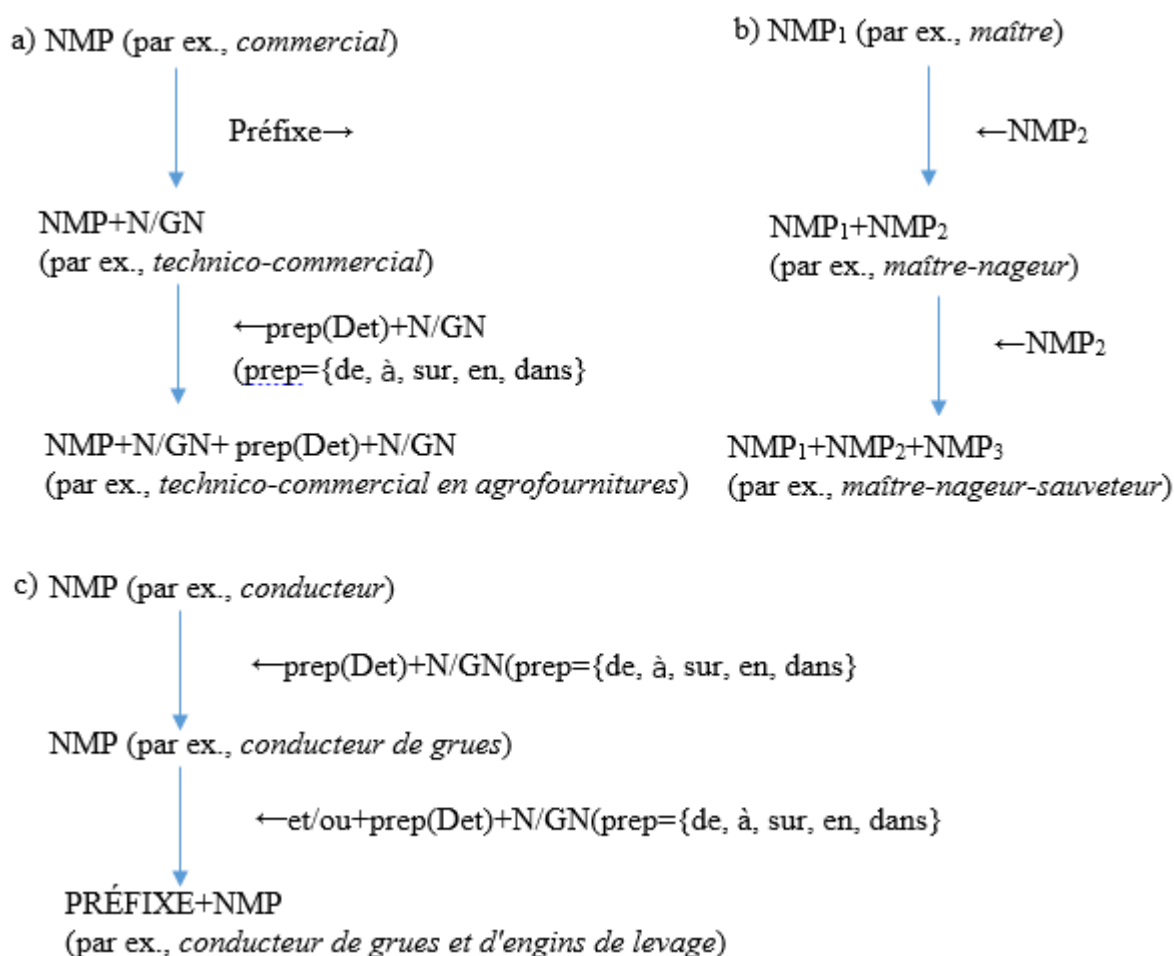 a) NMP (par ex., commercial)
Préfixe→
NMP+N/GN
(par ex., technico-commercial)
←prep(Det)+N/GN
(prep={de, à, sur, en, dans}
NMP+N/GN+ prep(Det)+N/GN
(par ex., technico-commercial en agrofournitures)
b) NMP₁ (par ex., maître)
←NMP₂
NMP₁+NMP₂
(par ex., maître-nageur)
←NMP₂
NMP₁+NMP₂+NMP₃
(par ex., maître-nageur-sauveteur)
c) NMP (par ex., conducteur)
←prep(Det)+N/GN(prep={de, à, sur, en, dans}
NMP (par ex., conducteur de grues)
←et/ou+prep(Det)+N/GN(prep={de, à, sur, en, dans}
PRÉFIXE+NMP
(par ex., conducteur de grues et d'engins de levage)